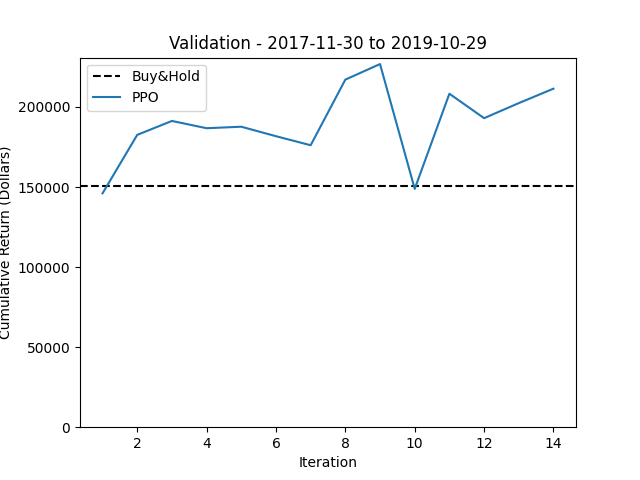 Validation - 2017-11-30 to 2019-10-29
Buy&Hold
PPO
200000
150000
100000
50000
0
Cumulative Return (Dollars)
2 4 6 8 10 12 14
Iteration